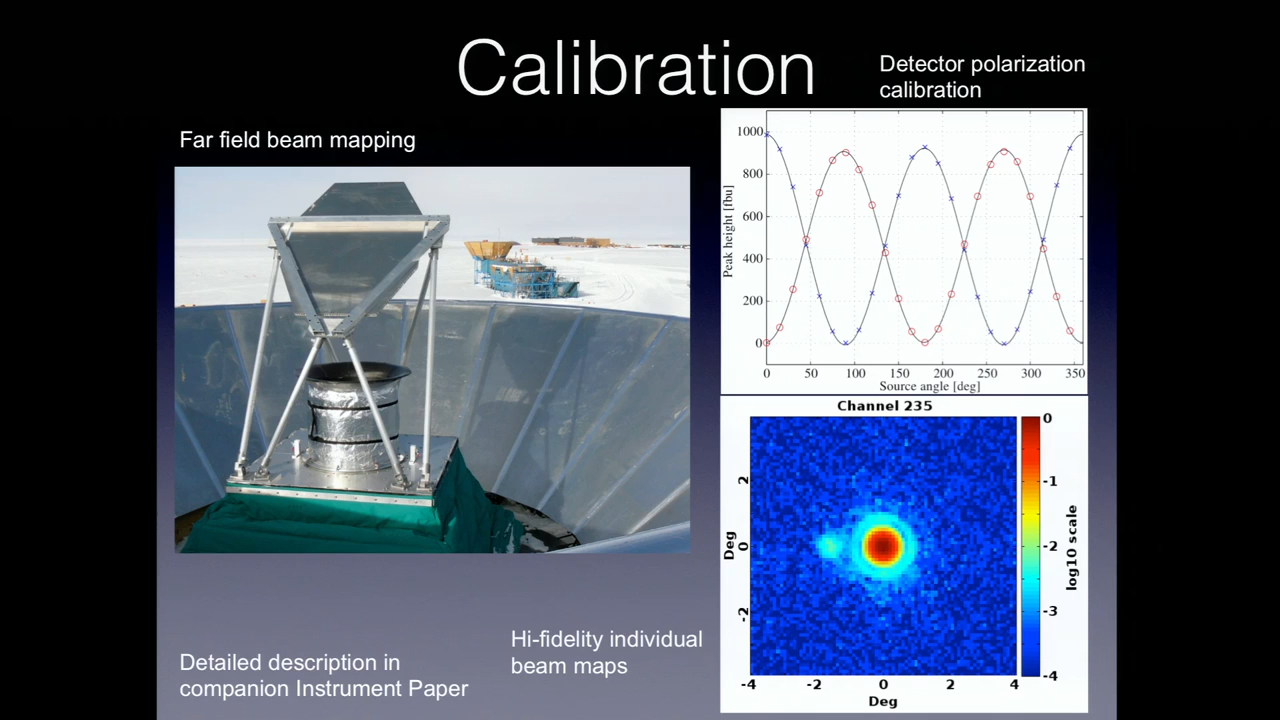 Calibration
Far field beam mapping
Detector polarization
calibration
1000
800
600
400
200
0
Peak height [fbu]
0 50 100 150 200 250 300 350
Source angle [deg]
Channel 235
2
0
-2
Deg
-4 -2 0 2 4
Deg
0
-1
-2
-3
-4
log10 scale
Hi-fidelity individual
beam maps
Detailed description in
companion Instrument Paper